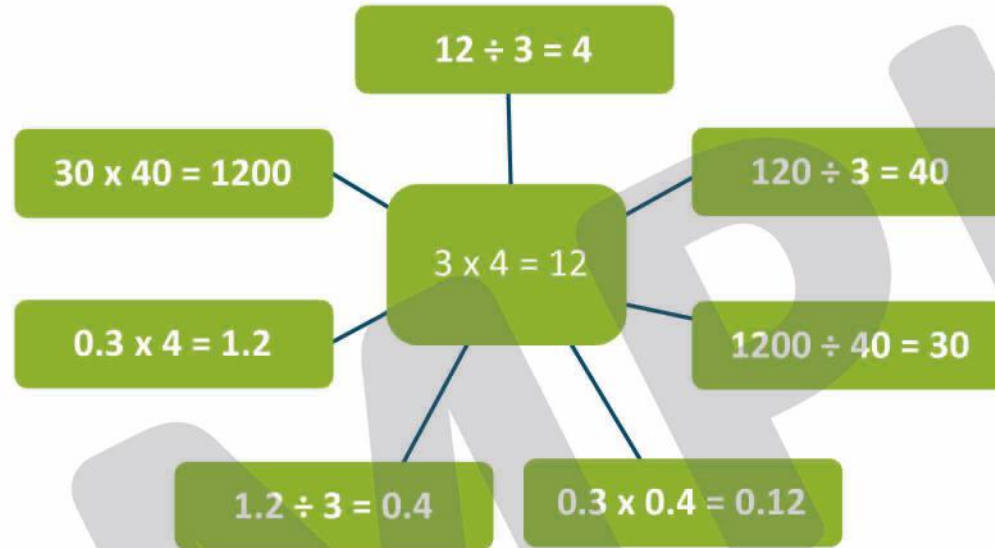 12 ÷ 3 = 4
30 x 40 = 1200
120 ÷ 3 = 40
3 x 4 = 12
0.3 x 4 = 1.2
1200 ÷ 40 = 30
1.2 ÷ 3 = 0.4
0.3 x 0.4 = 0.12